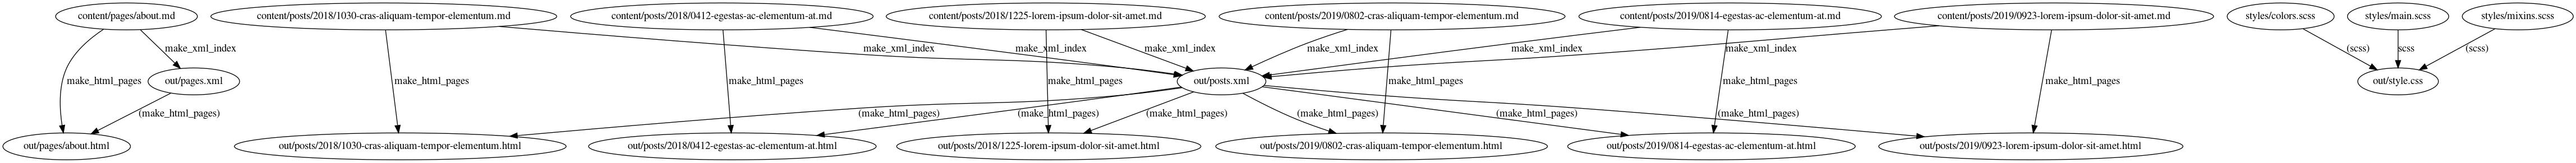 content/pages/about.md
content/posts/2018/1030-cras-aliquam-tempor-elementum.md
content/posts/2018/0412-egestas-ac-elementum-at.md
content/posts/2018/1225-lorem-ipsum-dolor-sit-amet.md
content/posts/2019/0802-cras-aliquam-tempor-elementum.md
content/posts/2019/0814-egestas-ac-elementum-at.md
content/posts/2019/0923-lorem-ipsum-dolor-sit-amet.md
styles/colors.scss
styles/main.scss
styles/mixins.scss
make_xml_index
make_xml_index
make_xml_index
make_xml_index
make_xml_index
make_xml_index
make_xml_index
(scss)
scss
(scss)
make_html_pages
out/pages.xml
make_html_pages
make_html_pages
make_html_pages
out/posts.xml
make_html_pages
make_html_pages
make_html_pages
out/style.css
(make_html_pages)
(make_html_pages)
(make_html_pages)
(make_html_pages)
(make_html_pages)
(make_html_pages)
(make_html_pages)
out/pages/about.html
out/posts/2018/1030-cras-aliquam-tempor-elementum.html
out/posts/2018/0412-egestas-ac-elementum-at.html
out/posts/2018/1225-lorem-ipsum-dolor-sit-amet.html
out/posts/2019/0802-cras-aliquam-tempor-elementum.html
out/posts/2019/0814-egestas-ac-elementum-at.html
out/posts/2019/0923-lorem-ipsum-dolor-sit-amet.html